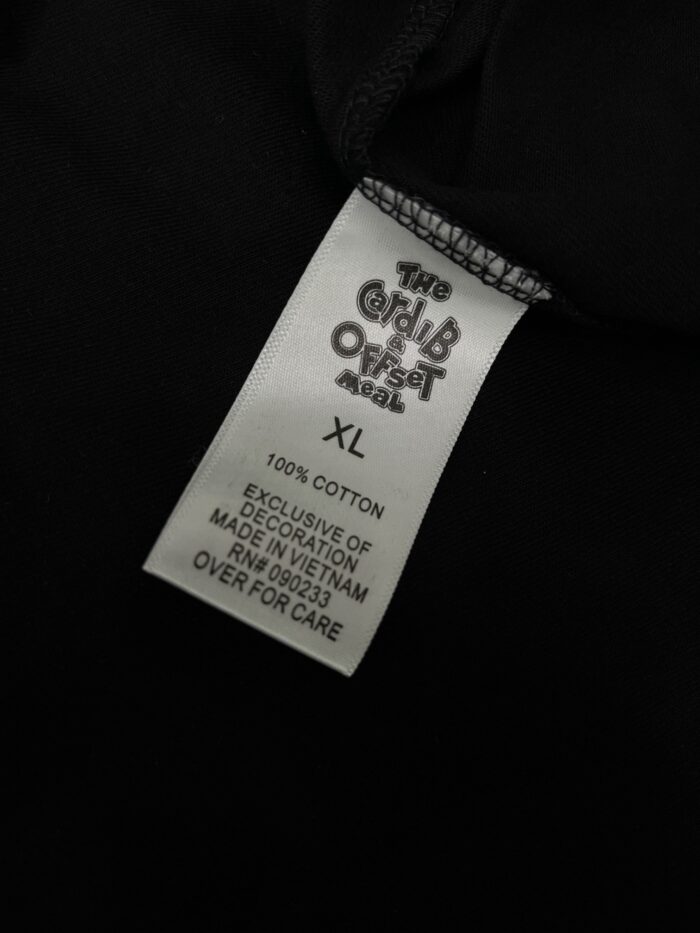 THe
CardiB
&
OFFseT
MeaL
XL
100% COTTON
EXCLUSIVE OF
DECORATION
MADE IN VIETNAM
RN# 090233
OVER FOR CARE